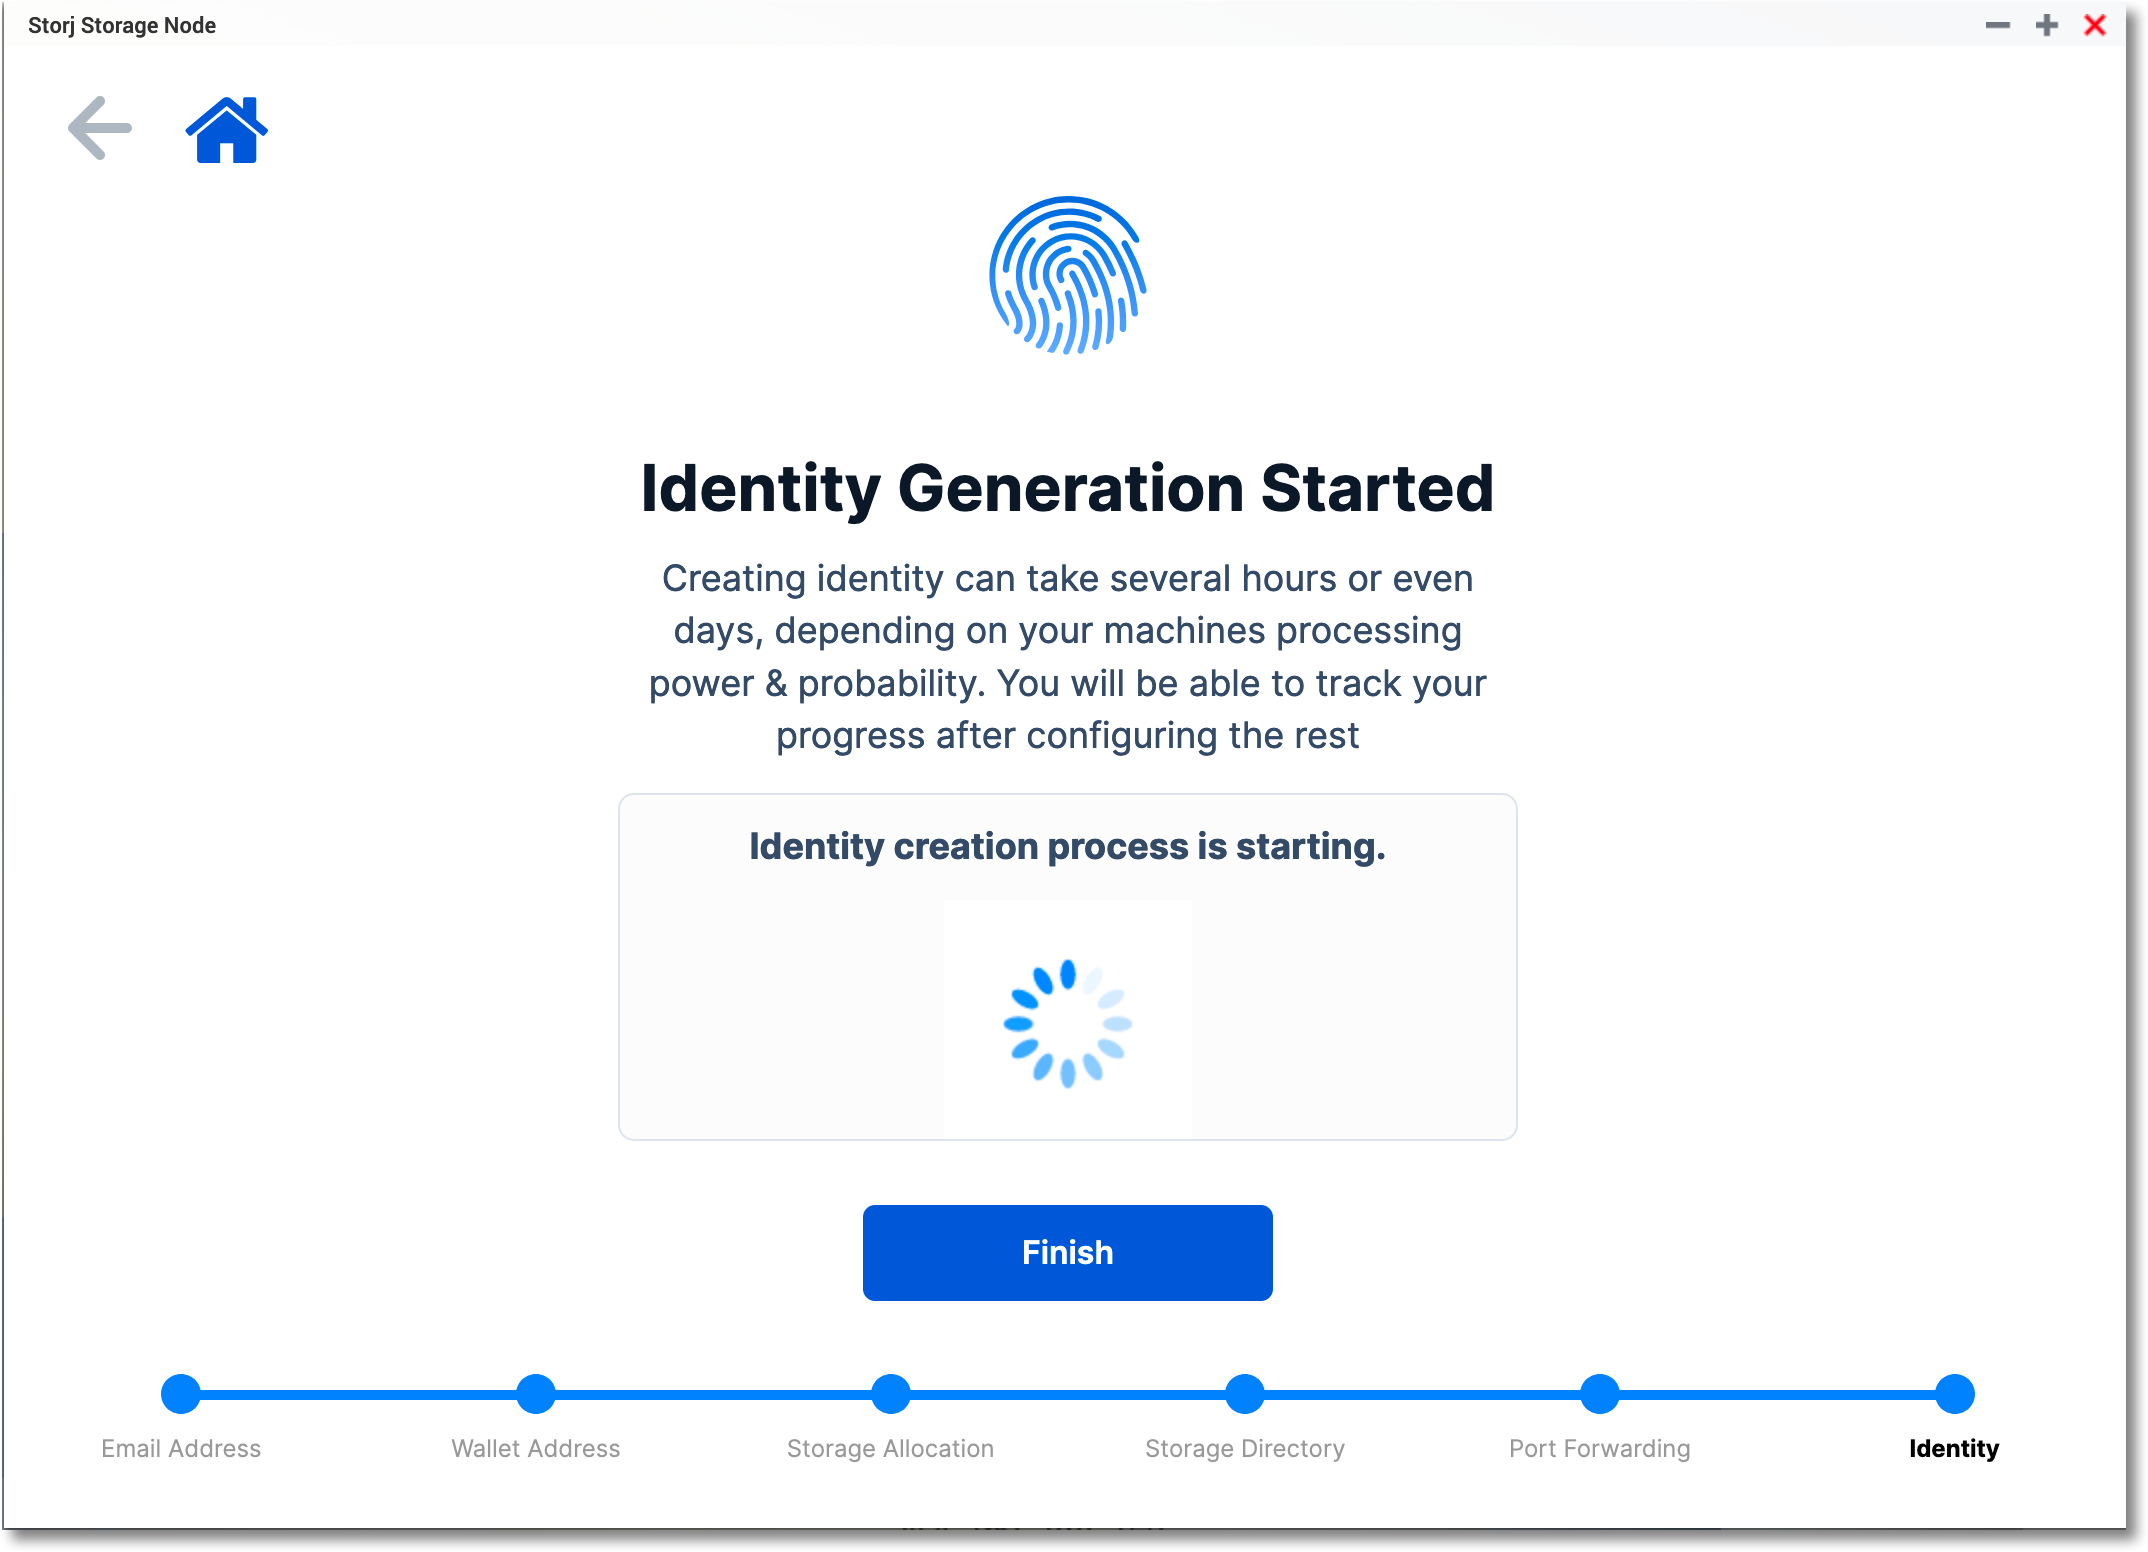 Storj Storage Node
Identity Generation Started
Creating identity can take several hours or even
days, depending on your machines processing
power & probability. You will be able to track your
progress after configuring the rest
Identity creation process is starting.
Finish
Email Address
Wallet Address
Storage Allocation
Storage Directory
Port Forwarding
Identity